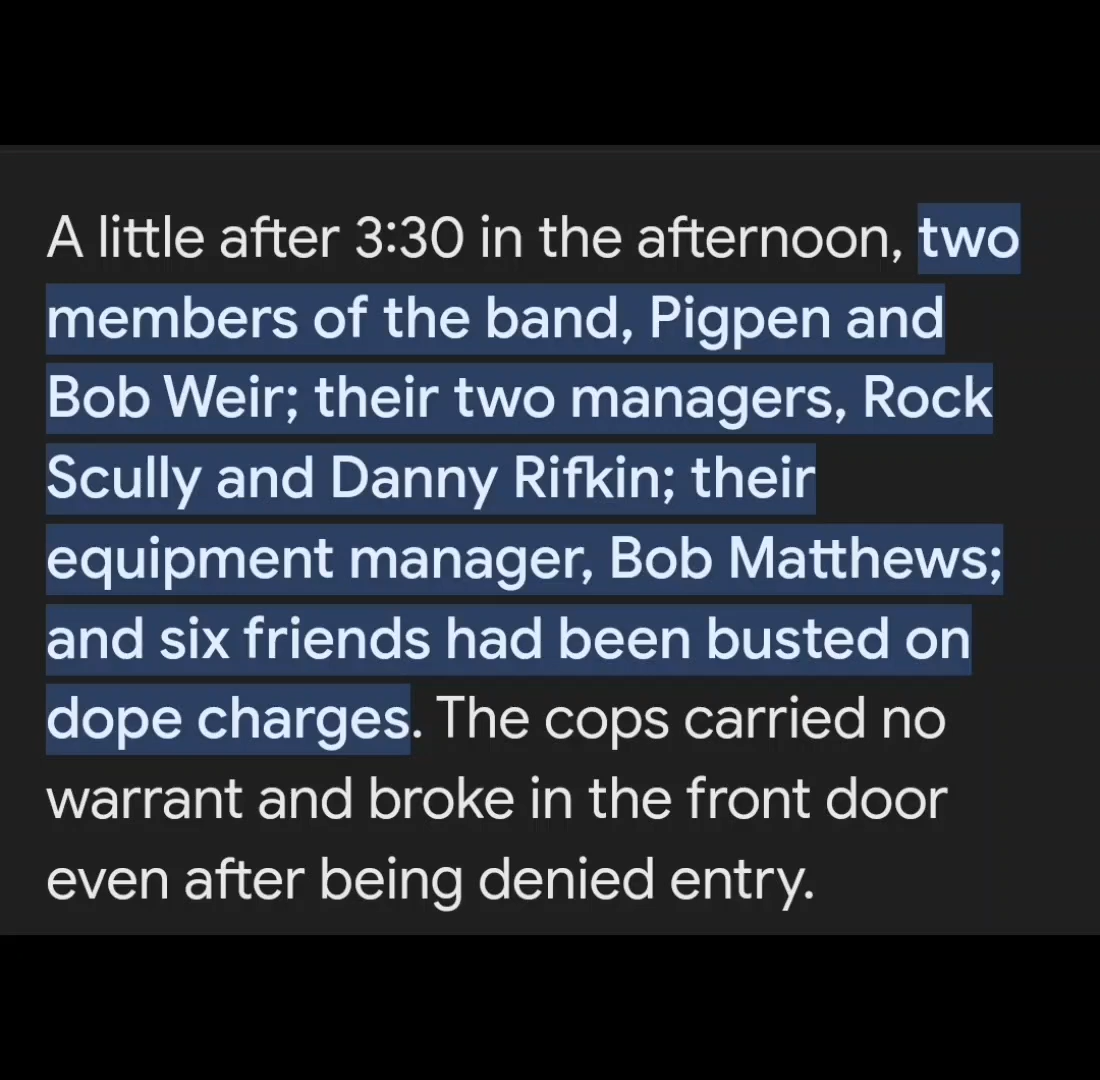 A little after 3:30 in the afternoon, two
members of the band, Pigpen and
Bob Weir; their two managers, Rock
Scully and Danny Rifkin; their
equipment manager, Bob Matthews;
and six friends had been busted on
dope charges. The cops carried no
warrant and broke in the front door
even after being denied entry.